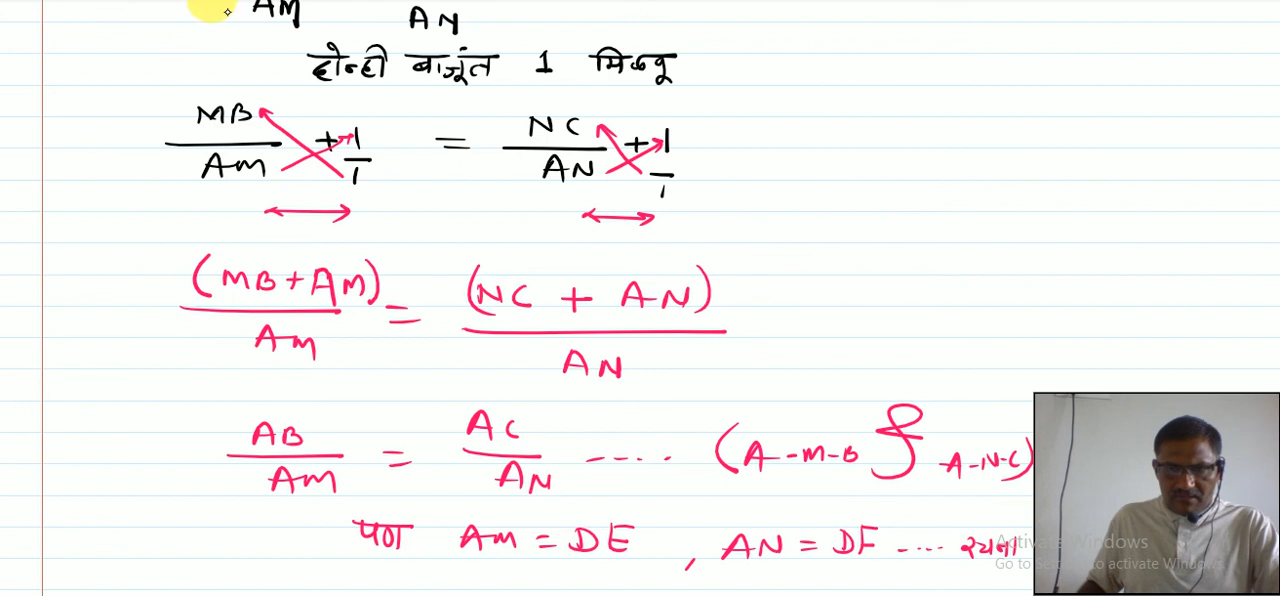 AM AN
दोन्ही बाजूंत 1 मिळवू
MB/AM + 1/1 = NC/AN + 1/1
(MB + AM)/AM = (NC + AN)/AN
AB/AM = AC/AN .... (A-M-B & A-N-C)
पण AM = DE , AN = DF .... रचना
Activate Windows
Go to Settings to activate Windows.